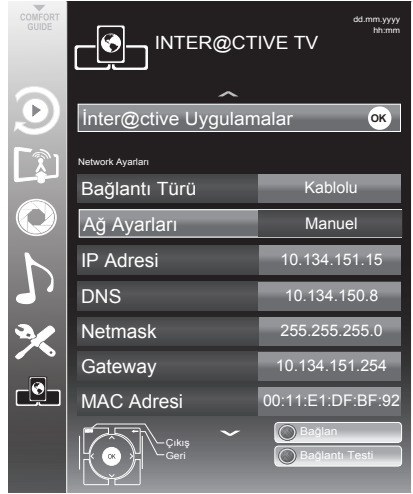 COMFORT
GUIDE
INTER@CTIVE TV
dd.mm.yyyy
hh:mm
İnter@ctive Uygulamalar OK
Network Ayarları
Bağlantı Türü Kablolu
Ağ Ayarları Manuel
IP Adresi 10.134.151.15
DNS 10.134.150.8
Netmask 255.255.255.0
Gateway 10.134.151.254
MAC Adresi 00:11:E1:DF:BF:92
OK
Çıkış
Geri
Bağlan
Bağlantı Testi